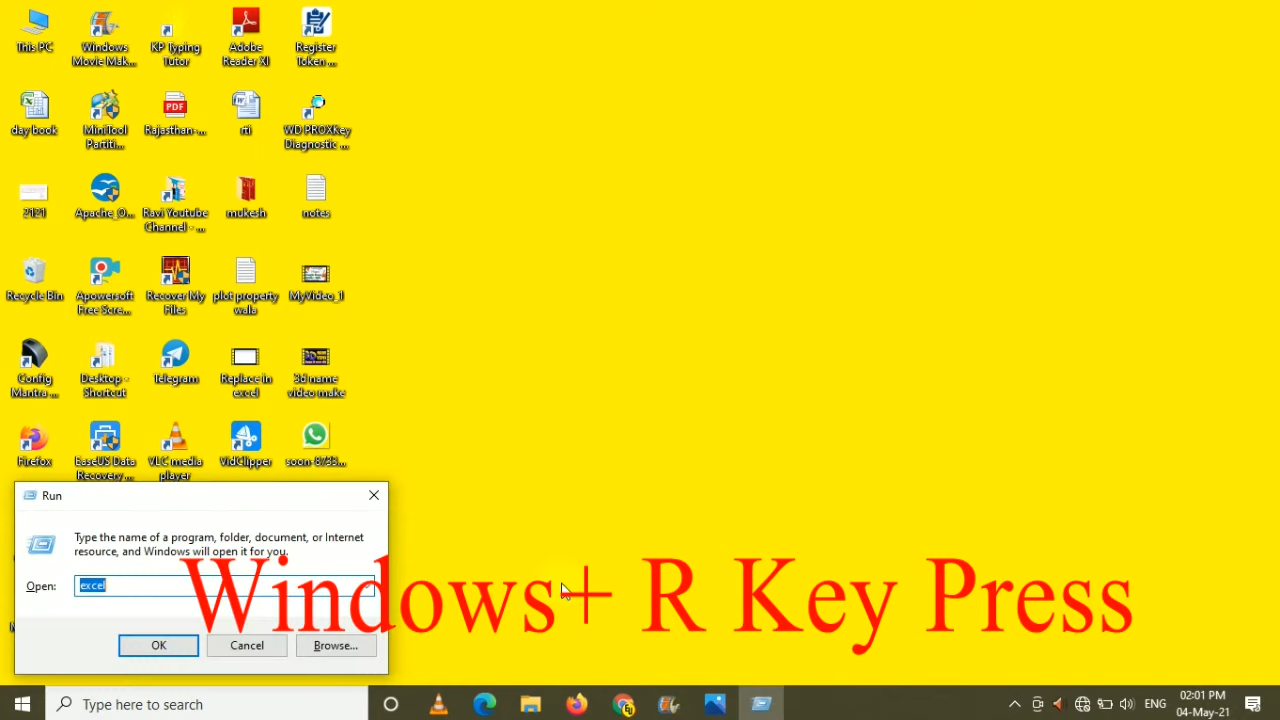 This PC
Windows
Movie Mak...
KP Typing
Tutor
Adobe
Reader XI
Register
Token ...
day book
MiniTool
Partiti...
PDF
Rajasthan-...
rti
WD PROXKey
Diagnostic ...
2121
Apache_O...
Ravi Youtube
Channel - ...
mukesh
notes
Recycle Bin
Apowersoft
Free Scre...
Recover My
Files
plot property
wala
MyVideo_1
Config
Mantra ...
Desktop -
Shortcut
Telegram
Replace in
excel
3d name
video make
Firefox
EaseUS Data
Recovery ...
VLC media
player
VidClipper
soon-8733...
Run
Type the name of a program, folder, document, or Internet
resource, and Windows will open it for you.
Open:
excel
Windows+ R Key Press
OK
Cancel
Browse...
Type here to search
ENG
02:01 PM
04-May-21